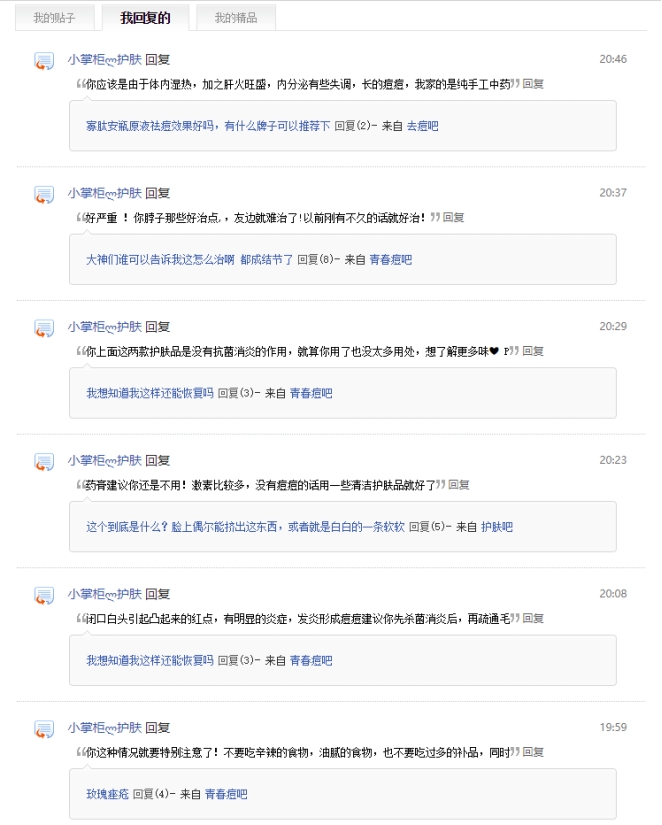 我的贴子 我回复的 我的精品
小掌柜ღ护肤 回复 20:46
“你应该是由于体内湿热，加之肝火旺盛，内分泌有些失调，长的痘痘，我家的是纯手工中药” 回复
寡肽安瓶原液祛痘效果好吗，有什么牌子可以推荐下 回复(2)- 来自 去痘吧
小掌柜ღ护肤 回复 20:37
“好严重 ！你脖子那些好治点，，友边就难治了!以前刚有不久的话就好治！” 回复
大神们谁可以告诉我这怎么治啊 都成结节了 回复(8)- 来自 青春痘吧
小掌柜ღ护肤 回复 20:29
“你上面这两款护肤品是没有抗菌消炎的作用，就算你用了也没太多用处，想了解更多味❤ P” 回复
我想知道我这样还能恢复吗 回复(3)- 来自 青春痘吧
小掌柜ღ护肤 回复 20:23
“药膏建议你还是不用！激素比较多，没有痘痘的话用一些清洁护肤品就好了” 回复
这个到底是什么？脸上偶尔能挤出这东西，或者就是白白的一条软软 回复(5)- 来自 护肤吧
小掌柜ღ护肤 回复 20:08
“闭口白头引起凸起来的红点，有明显的炎症，发炎形成痘痘建议你先杀菌消炎后，再疏通毛” 回复
我想知道我这样还能恢复吗 回复(3)- 来自 青春痘吧
小掌柜ღ护肤 回复 19:59
“你这种情况就要特别注意了！不要吃辛辣的食物，油腻的食物，也不要吃过多的补品，同时” 回复
玫瑰痤疮 回复(4)- 来自 青春痘吧